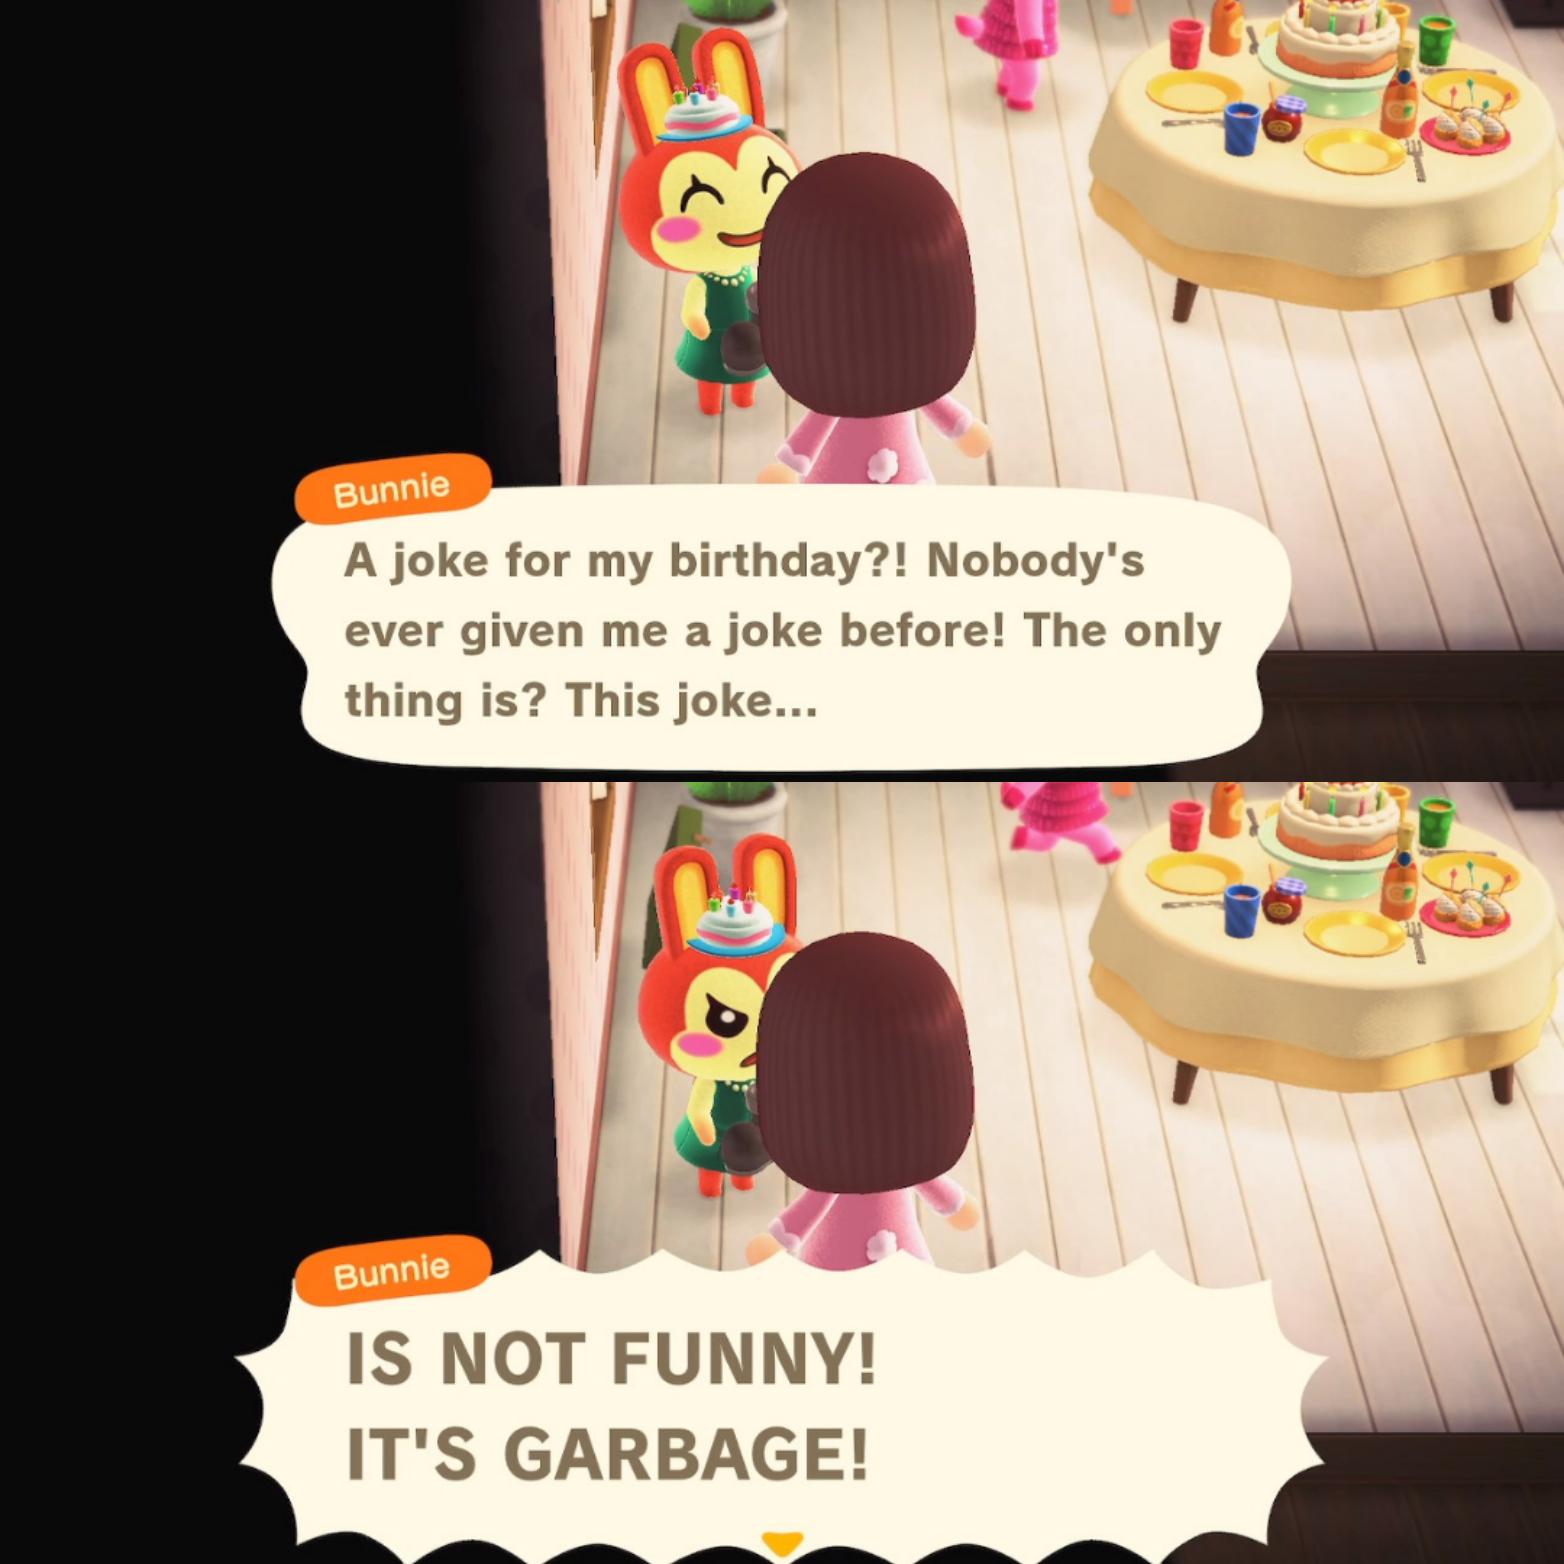 Bunnie
A joke for my birthday?! Nobody's
ever given me a joke before! The only
thing is? This joke...
Bunnie
IS NOT FUNNY!
IT'S GARBAGE!